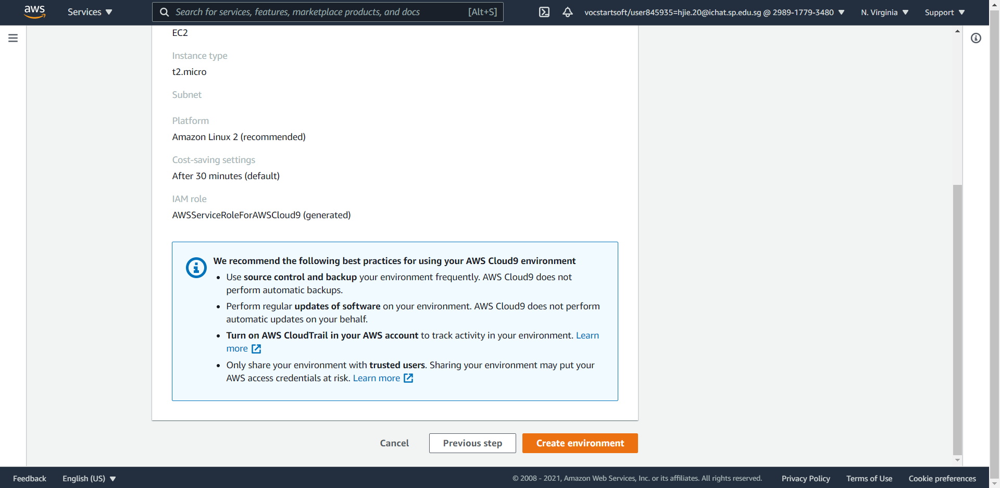 aws
Services
Search for services, features, marketplace products, and docs [Alt+S]
vocstartsoft/user845935=hjie.20@ichat.sp.edu.sg @ 2989-1779-3480
N. Virginia
Support
EC2
Instance type
t2.micro
Subnet
Platform
Amazon Linux 2 (recommended)
Cost-saving settings
After 30 minutes (default)
IAM role
AWSServiceRoleForAWSCloud9 (generated)
We recommend the following best practices for using your AWS Cloud9 environment
Use source control and backup your environment frequently. AWS Cloud9 does not
perform automatic backups.
Perform regular updates of software on your environment. AWS Cloud9 does not perform
automatic updates on your behalf.
Turn on AWS CloudTrail in your AWS account to track activity in your environment. Learn
more
Only share your environment with trusted users. Sharing your environment may put your
AWS access credentials at risk. Learn more
Cancel
Previous step
Create environment
Feedback
English (US)
© 2008 - 2021, Amazon Web Services, Inc. or its affiliates. All rights reserved.
Privacy Policy
Terms of Use
Cookie preferences